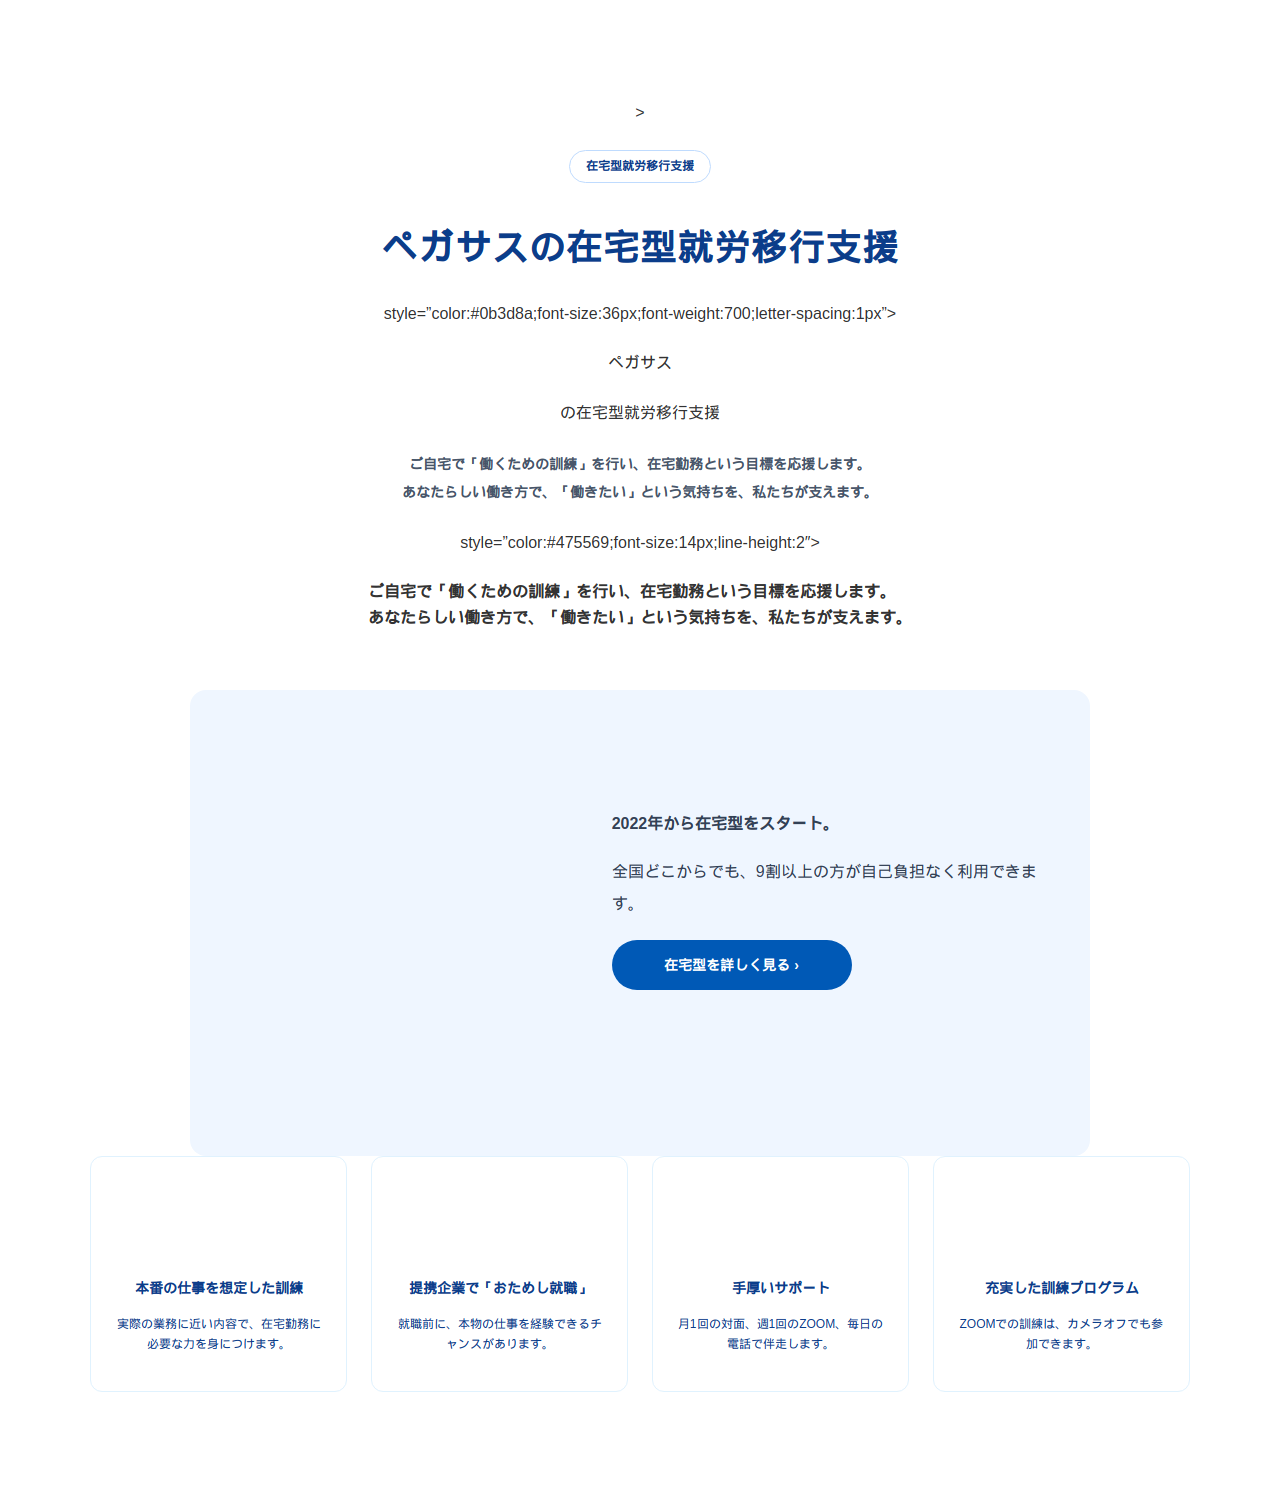 >
在宅型就労移行支援
ペガサスの在宅型就労移行支援
style=”color:#0b3d8a;font-size:36px;font-weight:700;letter-spacing:1px”>
ペガサス
の在宅型就労移行支援
ご自宅で「働くための訓練」を行い、在宅勤務という目標を応援します。
あなたらしい働き方で、「働きたい」という気持ちを、私たちが支えます。
style=”color:#475569;font-size:14px;line-height:2″>
ご自宅で「働くための訓練」を行い、在宅勤務という目標を応援します。
あなたらしい働き方で、「働きたい」という気持ちを、私たちが支えます。
2022年から在宅型をスタート。
全国どこからでも、9割以上の方が自己負担なく利用できま
す。
在宅型を詳しく見る ›
本番の仕事を想定した訓練
実際の業務に近い内容で、在宅勤務に
必要な力を身につけます。
提携企業で「おためし就職」
就職前に、本物の仕事を経験できるチ
ャンスがあります。
手厚いサポート
月1回の対面、週1回のZOOM、毎日の
電話で伴走します。
充実した訓練プログラム
ZOOMでの訓練は、カメラオフでも参
加できます。